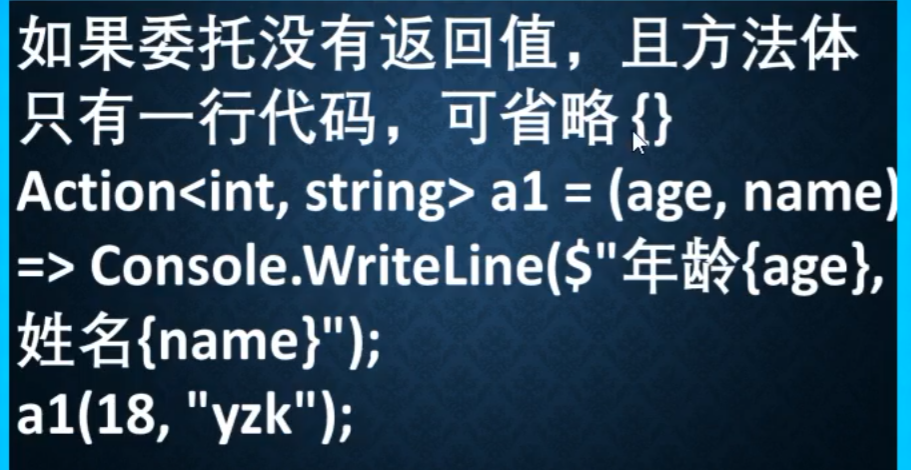 如果委托没有返回值，且方法体
只有一行代码，可省略{}
Action<int, string> a1 = (age, name)
=> Console.WriteLine($"年龄{age},
姓名{name}");
a1(18, "yzk");